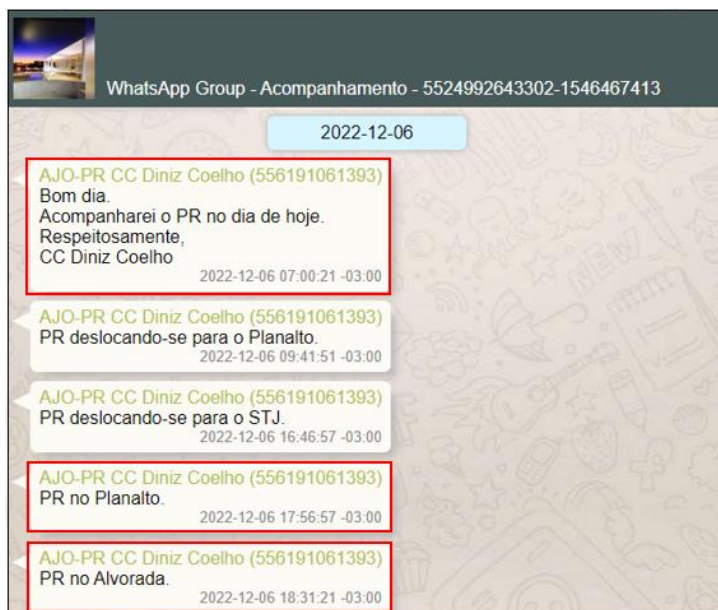 WhatsApp Group - Acompanhamento - 5524992643302-1546467413
2022-12-06
AJO-PR CC Diniz Coelho (556191061393)
Bom dia.
Acompanharei o PR no dia de hoje.
Respeitosamente,
CC Diniz Coelho
2022-12-06 07:00:21 -03:00
AJO-PR CC Diniz Coelho (556191061393)
PR deslocando-se para o Planalto.
2022-12-06 09:41:51 -03:00
AJO-PR CC Diniz Coelho (556191061393)
PR deslocando-se para o STJ.
2022-12-06 16:46:57 -03:00
AJO-PR CC Diniz Coelho (556191061393)
PR no Planalto.
2022-12-06 17:56:57 -03:00
AJO-PR CC Diniz Coelho (556191061393)
PR no Alvorada.
2022-12-06 18:31:21 -03:00